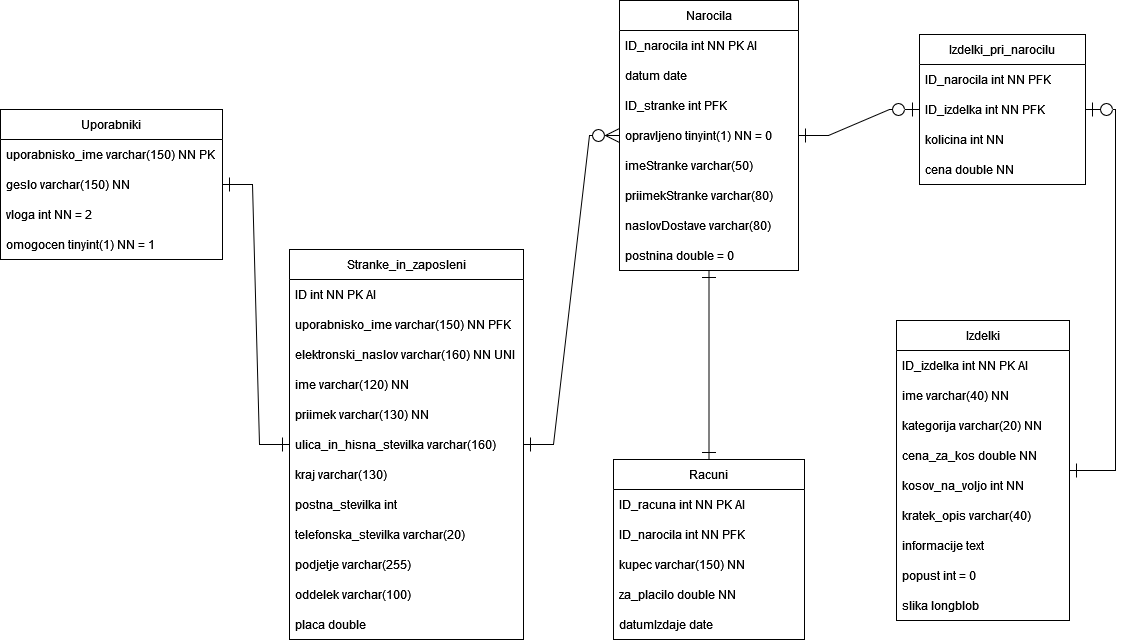 Uporabniki
uporabnisko_ime varchar(150) NN PK
geslo varchar(150) NN
vloga int NN = 2
omogocen tinyint(1) NN = 1
Stranke_in_zaposleni
ID int NN PK AI
uporabnisko_ime varchar(150) NN PFK
elektronski_naslov varchar(160) NN UNI
ime varchar(120) NN
priimek varchar(130) NN
ulica_in_hisna_stevilka varchar(160)
kraj varchar(130)
postna_stevilka int
telefonska_stevilka varchar(20)
podjetje varchar(255)
oddelek varchar(100)
placa double
Narocila
ID_narocila int NN PK AI
datum date
ID_stranke int PFK
opravljeno tinyint(1) NN = 0
imeStranke varchar(50)
priimekStranke varchar(80)
naslovDostave varchar(80)
postnina double = 0
Racuni
ID_racuna int NN PK AI
ID_narocila int NN PFK
kupec varchar(150) NN
za_placilo double NN
datumIzdaje date
Izdelki_pri_narocilu
ID_narocila int NN PFK
ID_izdelka int NN PFK
kolicina int NN
cena double NN
Izdelki
ID_izdelka int NN PK AI
ime varchar(40) NN
kategorija varchar(20) NN
cena_za_kos double NN
kosov_na_voljo int NN
kratek_opis varchar(40)
informacije text
popust int = 0
slika longblob